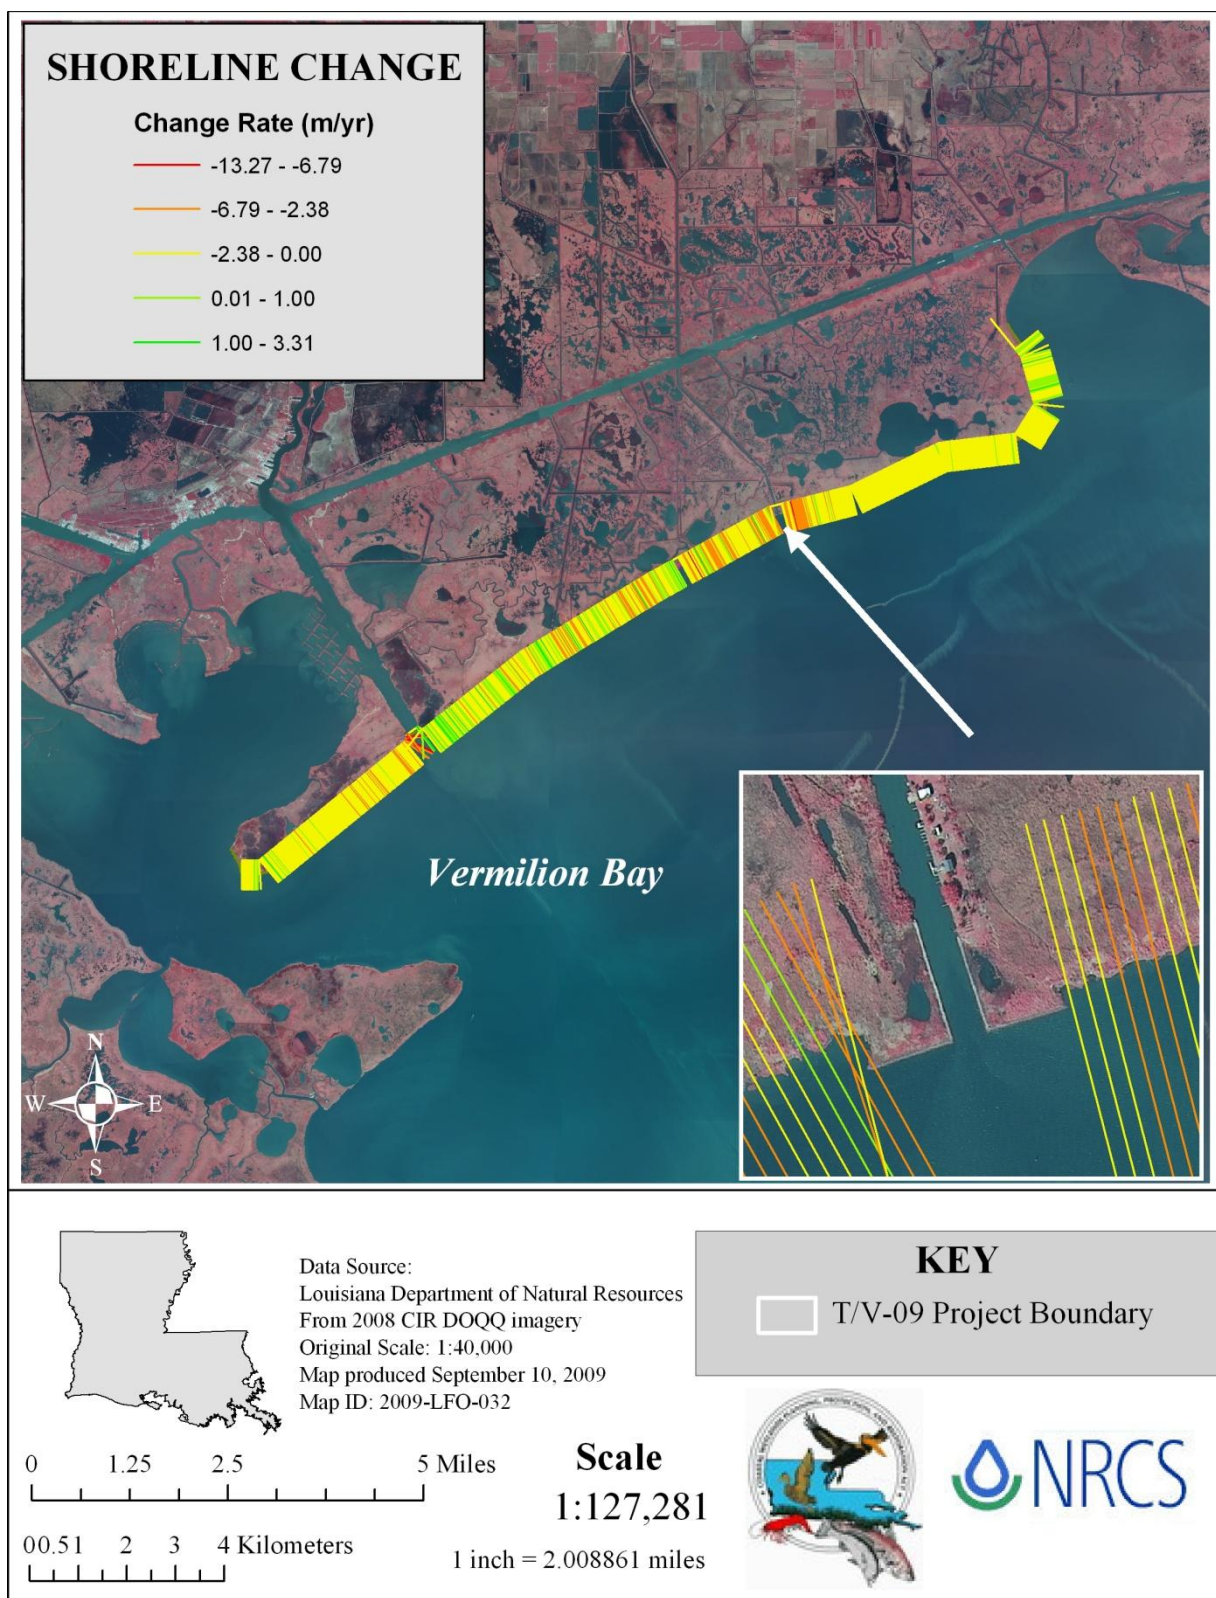 SHORELINE CHANGE
Change Rate (m/yr)
-13.27 - -6.79
-6.79 - -2.38
-2.38 - 0.00
0.01 - 1.00
1.00 - 3.31
Vermilion Bay
N
W E
S
Data Source:
Louisiana Department of Natural Resources
From 2008 CIR DOQQ imagery
Original Scale: 1:40,000
Map produced September 10, 2009
Map ID: 2009-LFO-032
KEY
T/V-09 Project Boundary
0 1.25 2.5 5 Miles
00.51 2 3 4 Kilometers
Scale
1:127,281
1 inch = 2.008861 miles
NRCS